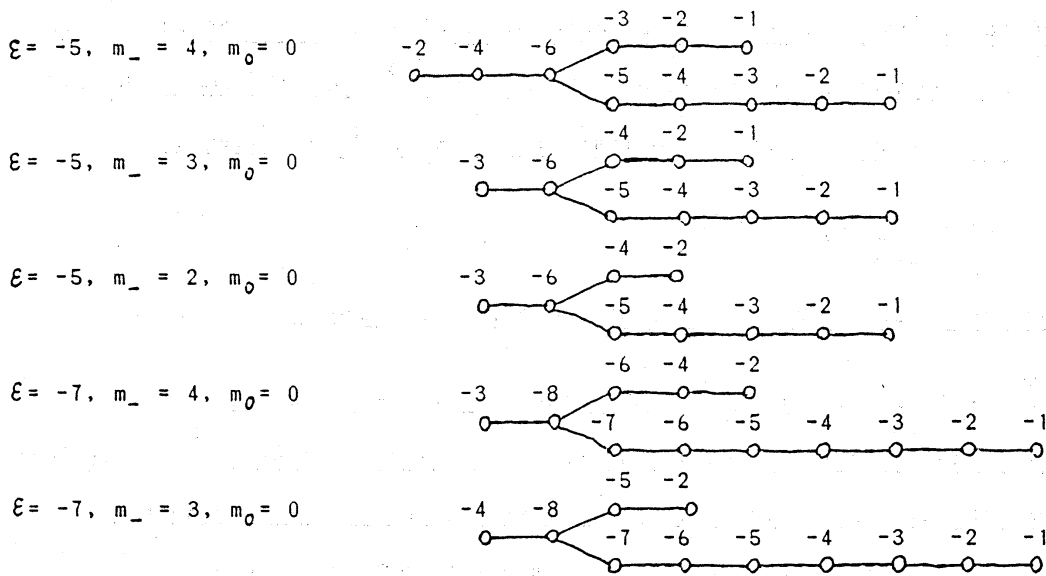 -3 -2 -1
ε= -5, m_ = 4, m₀= 0 -2 -4 -6
-5 -4 -3 -2 -1
-4 -2 -1
ε= -5, m_ = 3, m₀= 0 -3 -6
-5 -4 -3 -2 -1
-4 -2
ε= -5, m_ = 2, m₀= 0 -3 -6
-5 -4 -3 -2 -1
-6 -4 -2
ε= -7, m_ = 4, m₀= 0 -3 -8
-7 -6 -5 -4 -3 -2 -1
-5 -2
ε= -7, m_ = 3, m₀= 0 -4 -8
-7 -6 -5 -4 -3 -2 -1